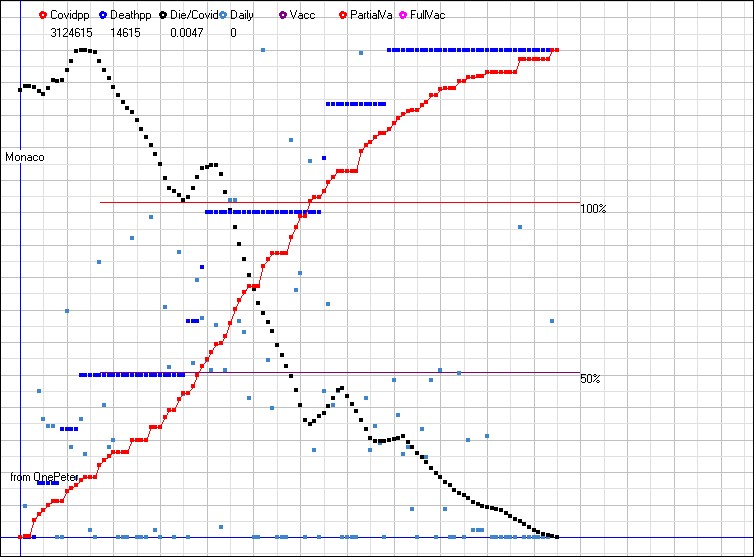 Covidpp Deathpp Die/Covid Daily Vacc PartialVa FullVac
3124615 14615 0.0047 0
Monaco
100%
50%
from OnePeter